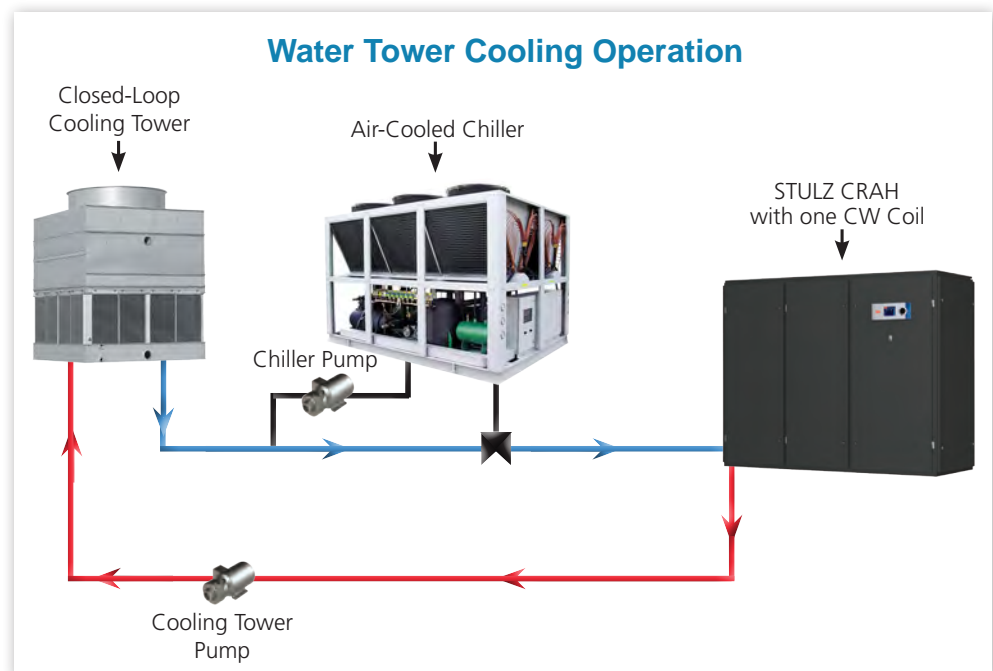 Water Tower Cooling Operation
Closed-Loop
Cooling Tower
Air-Cooled Chiller
STULZ CRAH
with one CW Coil
Chiller Pump
Cooling Tower
Pump